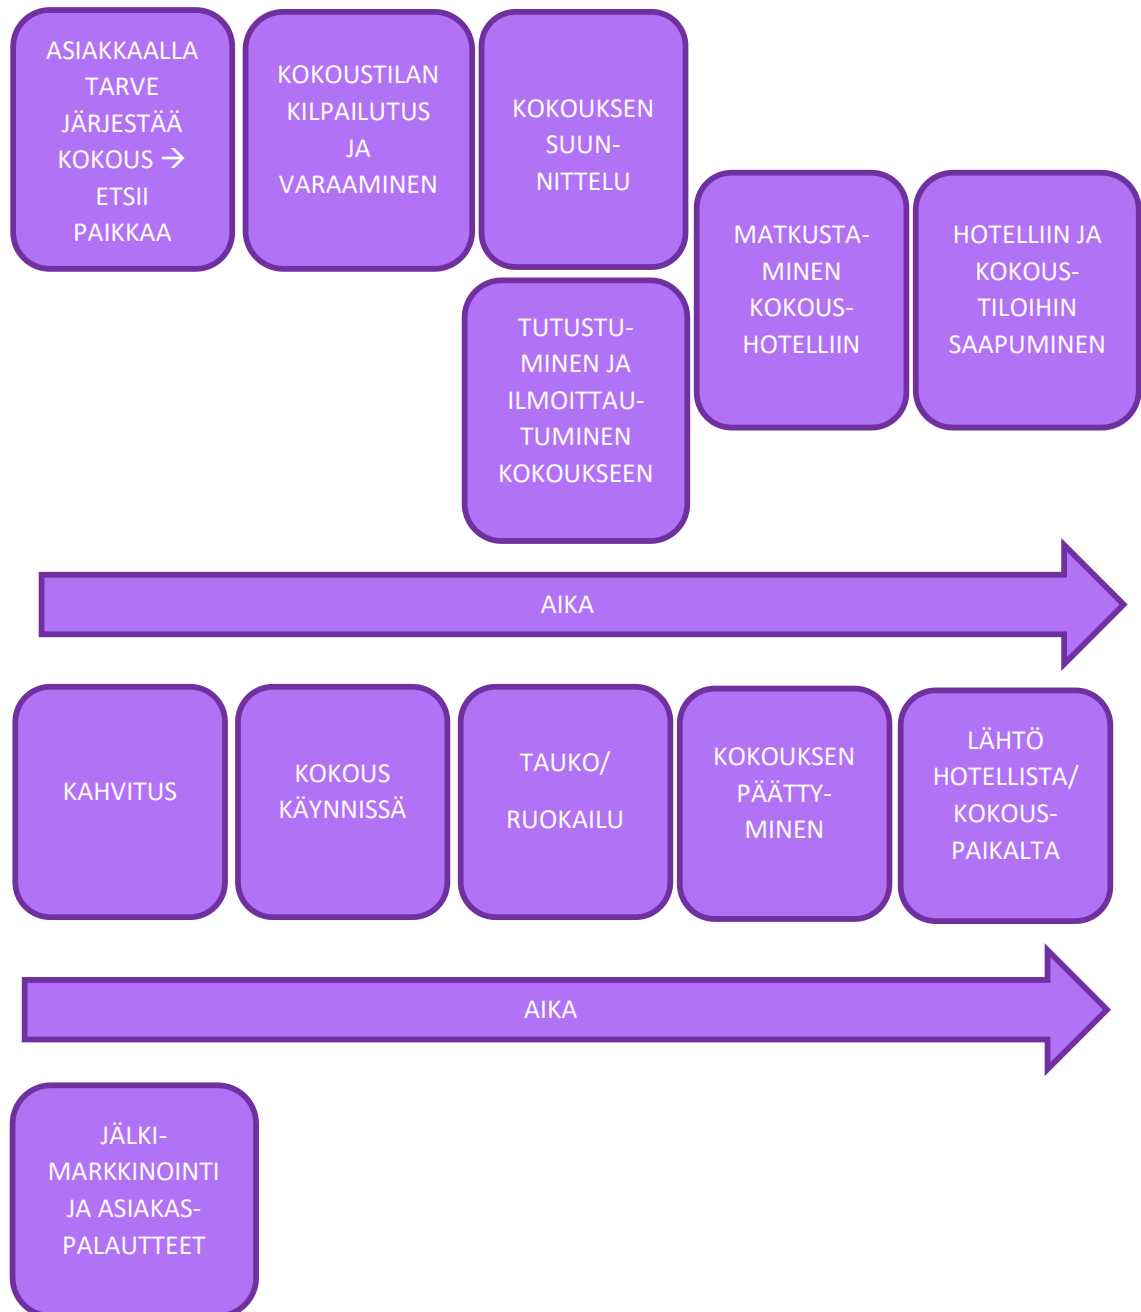 ASIAKKAALLA
TARVE
JÄRJESTÄÄ
KOKOUS →
ETSII
PAIKKAA
KOKOUSTILAN
KILPAILUTUS
JA
VARAAMINEN
KOKOUKSEN
SUUN-
NITTELU
TUTUSTU-
MINEN JA
ILMOITTAU-
TUMINEN
KOKOUKSEEN
MATKUSTA-
MINEN
KOKOUS-
HOTELLIIN
HOTELLIIN JA
KOKOUS-
TILOIHIN
SAAPUMINEN
AIKA
KAHVITUS
KOKOUS
KÄYNNISSÄ
TAUKO/
RUOKAILU
KOKOUKSEN
PÄÄTTY-
MINEN
LÄHTÖ
HOTELLISTA/
KOKOUS-
PAIKALTA
AIKA
JÄLKI-
MARKKINOINTI
JA ASIAKAS-
PALAUTTEET